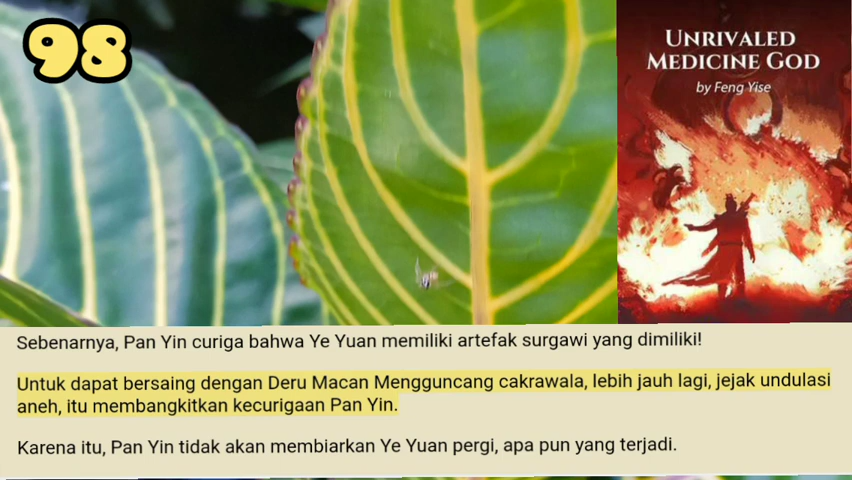 98
UNRIVALED
MEDICINE GOD
by Feng Yise
Sebenarnya, Pan Yin curiga bahwa Ye Yuan memiliki artefak surgawi yang dimiliki!
Untuk dapat bersaing dengan Deru Macan Mengguncang cakrawala, lebih jauh lagi, jejak undulasi
aneh, itu membangkitkan kecurigaan Pan Yin.
Karena itu, Pan Yin tidak akan membiarkan Ye Yuan pergi, apa pun yang terjadi.